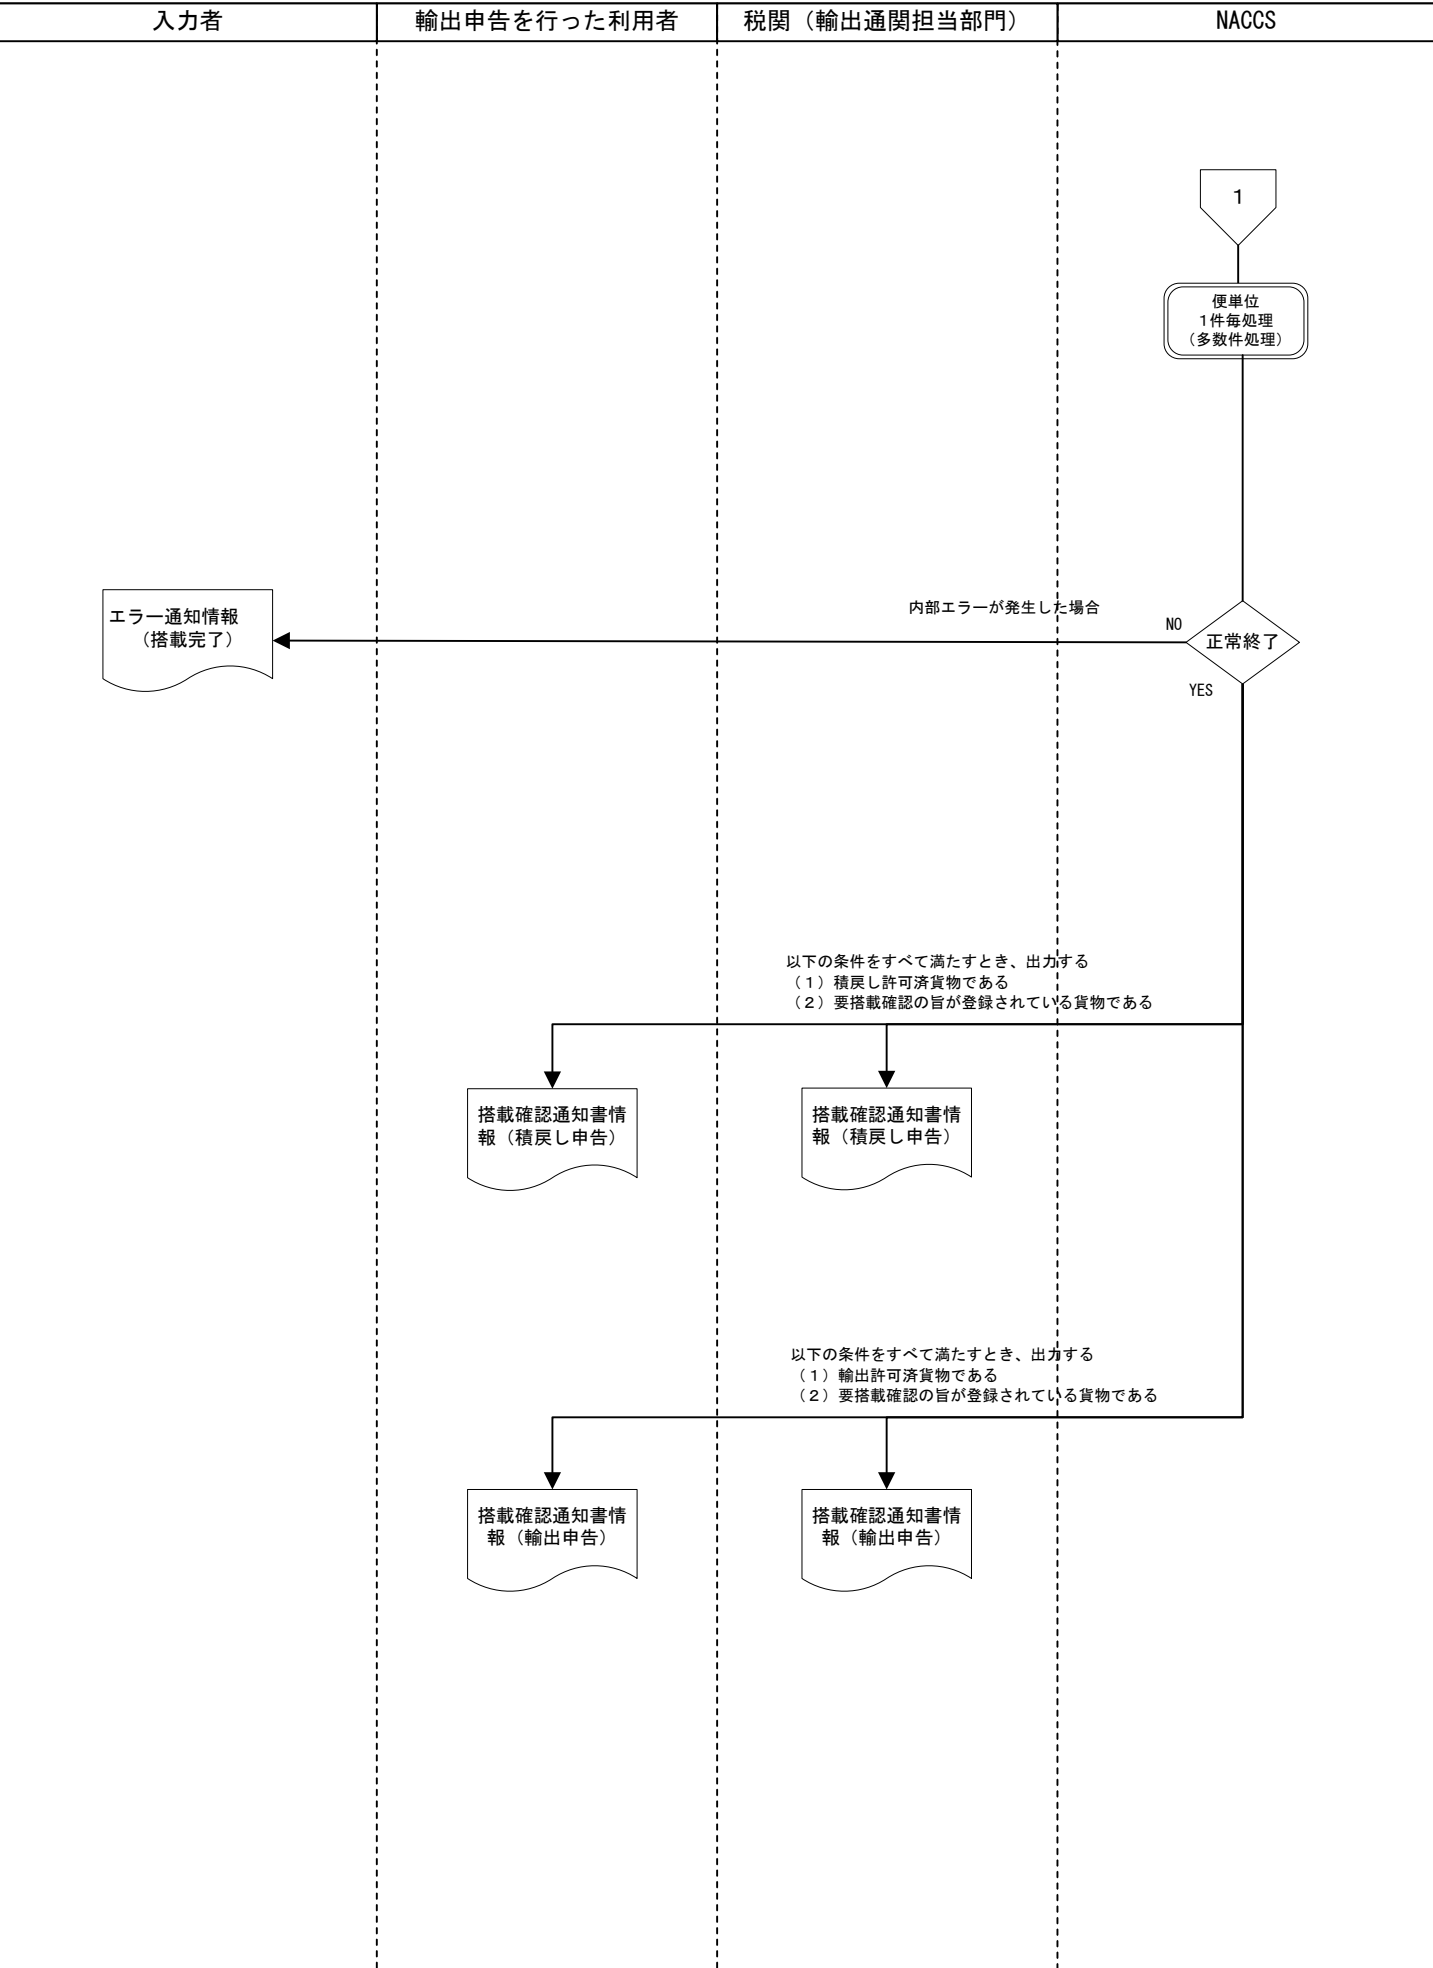 入力者
輸出申告を行った利用者
税関（輸出通関担当部門）
NACCS
1
便単位
1件毎処理
（多数件処理）
エラー通知情報
（搭載完了）
内部エラーが発生した場合
NO
正常終了
YES
以下の条件をすべて満たすとき、出力する
（１）積戻し許可済貨物である
（２）要搭載確認の旨が登録されている貨物である
搭載確認通知書情
報（積戻し申告）
搭載確認通知書情
報（積戻し申告）
以下の条件をすべて満たすとき、出力する
（１）輸出許可済貨物である
（２）要搭載確認の旨が登録されている貨物である
搭載確認通知書情
報（輸出申告）
搭載確認通知書情
報（輸出申告）